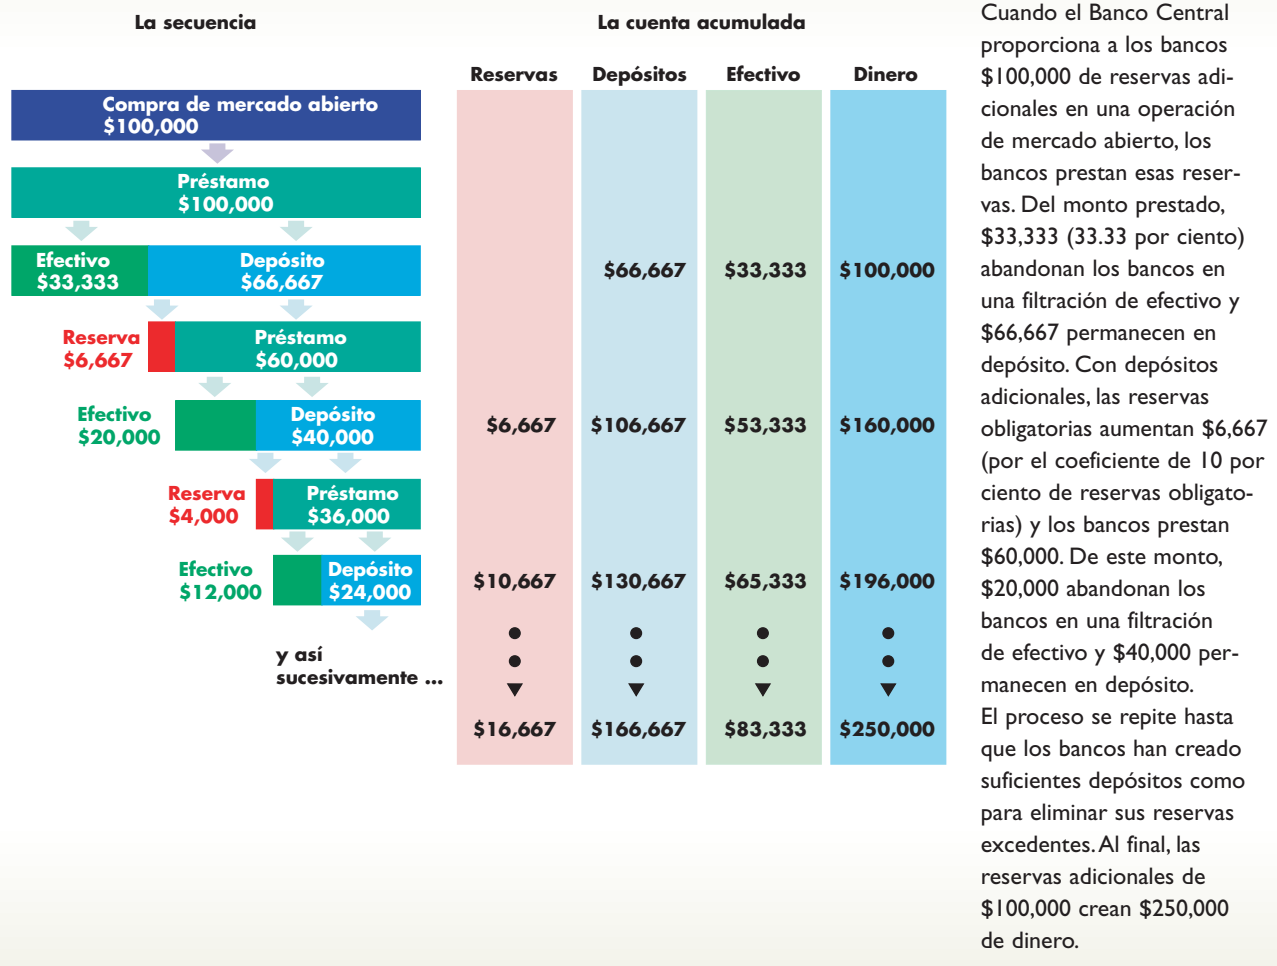 La secuencia
La cuenta acumulada
Reservas Depósitos Efectivo Dinero
Compra de mercado abierto
$100,000
Préstamo
$100,000
Efectivo
$33,333
Depósito
$66,667
$66,667 $33,333 $100,000
Reserva
$6,667
Préstamo
$60,000
Efectivo
$20,000
Depósito
$40,000
$6,667 $106,667 $53,333 $160,000
Reserva
$4,000
Préstamo
$36,000
Efectivo
$12,000
Depósito
$24,000
$10,667 $130,667 $65,333 $196,000
y así
sucesivamente ...
$16,667 $166,667 $83,333 $250,000
Cuando el Banco Central
proporciona a los bancos
$100,000 de reservas adi-
cionales en una operación
de mercado abierto, los
bancos prestan esas reser-
vas. Del monto prestado,
$33,333 (33.33 por ciento)
abandonan los bancos en
una filtración de efectivo y
$66,667 permanecen en
depósito. Con depósitos
adicionales, las reservas
obligatorias aumentan $6,667
(por el coeficiente de 10 por
ciento de reservas obligato-
rias) y los bancos prestan
$60,000. De este monto,
$20,000 abandonan los
bancos en una filtración
de efectivo y $40,000 per-
manecen en depósito.
El proceso se repite hasta
que los bancos han creado
suficientes depósitos como
para eliminar sus reservas
excedentes. Al final, las
reservas adicionales de
$100,000 crean $250,000
de dinero.